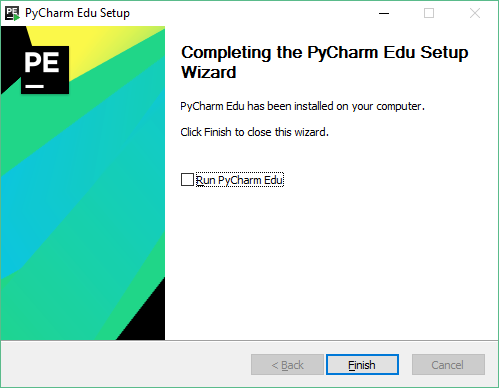 PyCharm Edu Setup
PE
Completing the PyCharm Edu Setup
Wizard
PyCharm Edu has been installed on your computer.
Click Finish to close this wizard.
Run PyCharm Edu
< Back
Finish
Cancel